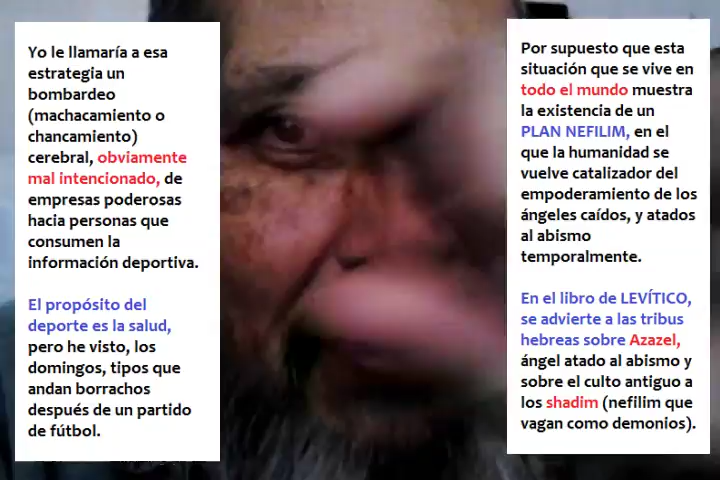 Yo le llamaría a esa
estrategia un
bombardeo
(machacamiento o
chancamiento)
cerebral, obviamente
mal intencionado, de
empresas poderosas
hacia personas que
consumen la
información deportiva.
El propósito del
deporte es la salud,
pero he visto, los
domingos, tipos que
andan borrachos
después de un partido
de fútbol.
Por supuesto que esta
situación que se vive en
todo el mundo muestra
la existencia de un
PLAN NEFILIM, en el
que la humanidad se
vuelve catalizador del
empoderamiento de los
ángeles caídos, y atados
al abismo
temporalmente.
En el libro de LEVÍTICO,
se advierte a las tribus
hebreas sobre Azazel,
ángel atado al abismo y
sobre el culto antiguo a
los shadim (nefilim que
vagan como demonios).